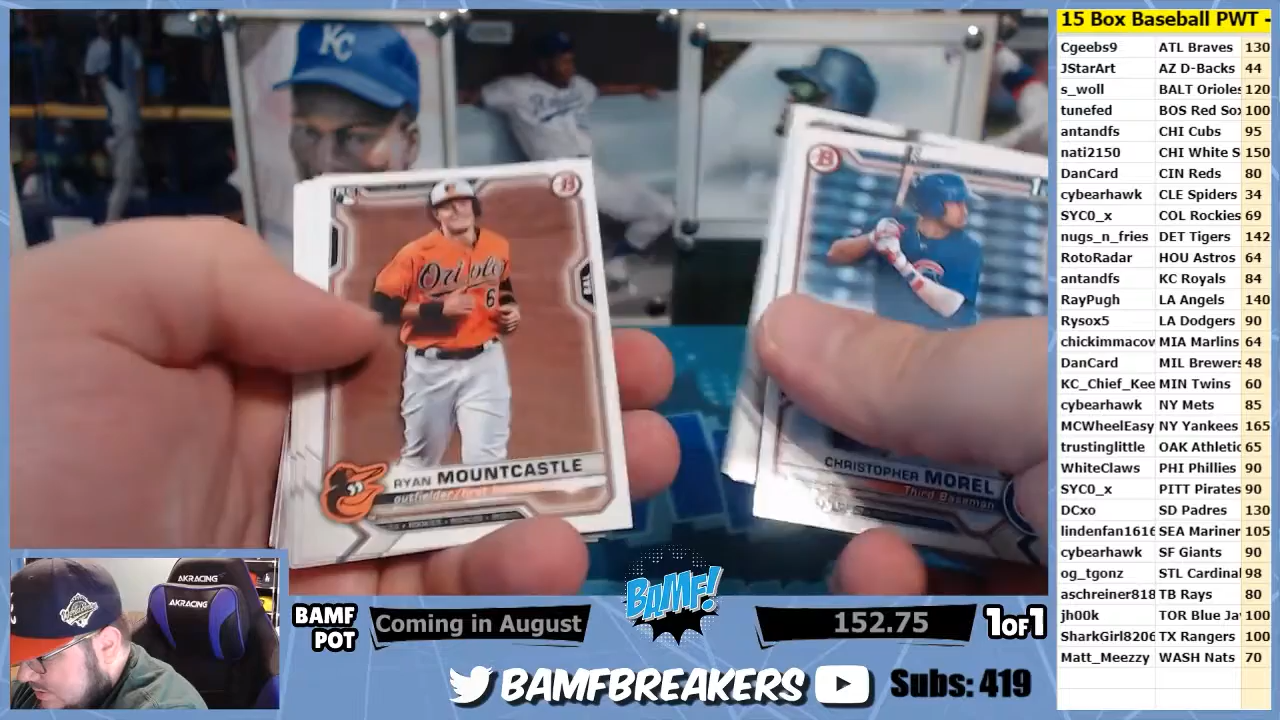 KC
Royals
Orioles
6
RYAN MOUNTCASTLE
CHRISTOPHER MOREL
Third Baseman
AKRACING
AKRACING
BAMF
POT
Coming in August
BAMF!
152.75
1OF1
BAMFBREAKERS
Subs: 419
15 Box Baseball PWT -
Cgeebs9 ATL Braves 130
JStarArt AZ D-Backs 44
s_woll BALT Orioles 120
tunefed BOS Red Sox 100
antandfs CHI Cubs 95
nati2150 CHI White S 150
DanCard CIN Reds 80
cybearhawk CLE Spiders 34
SYC0_x COL Rockies 69
nugs_n_fries DET Tigers 142
RotoRadar HOU Astros 64
antandfs KC Royals 84
RayPugh LA Angels 140
Rysox5 LA Dodgers 90
chickimmacov MIA Marlins 64
DanCard MIL Brewers 48
KC_Chief_Kee MIN Twins 60
cybearhawk NY Mets 85
MCWheelEasy NY Yankees 165
trustinglittle OAK Athletic 65
WhiteClaws PHI Phillies 90
SYC0_x PITT Pirates 90
DCxo SD Padres 130
lindenfan1616 SEA Mariner 105
cybearhawk SF Giants 90
og_tgonz STL Cardinal 98
aschreiner818 TB Rays 80
jh00k TOR Blue Ja 100
SharkGirl8206 TX Rangers 100
Matt_Meezzy WASH Nats 70